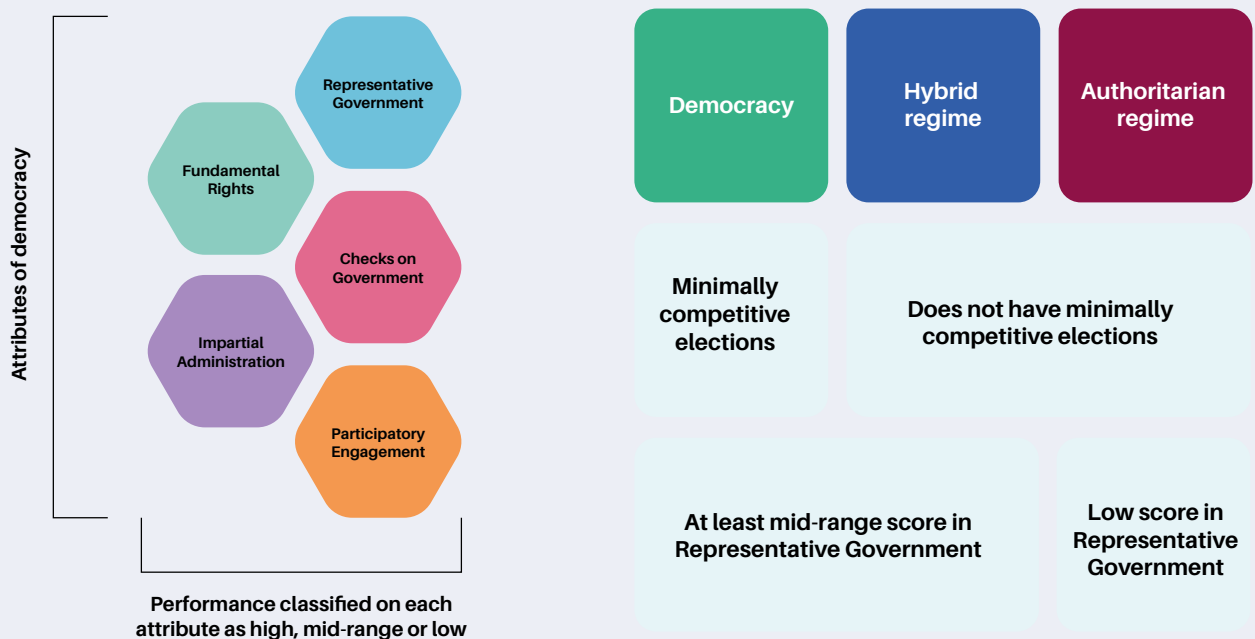 Attributes of democracy
Representative
Government
Fundamental
Rights
Checks on
Government
Impartial
Administration
Participatory
Engagement
Performance classified on each
attribute as high, mid-range or low
Democracy
Hybrid
regime
Authoritarian
regime
Minimally
competitive
elections
Does not have minimally
competitive elections
At least mid-range score in
Representative Government
Low score in
Representative
Government